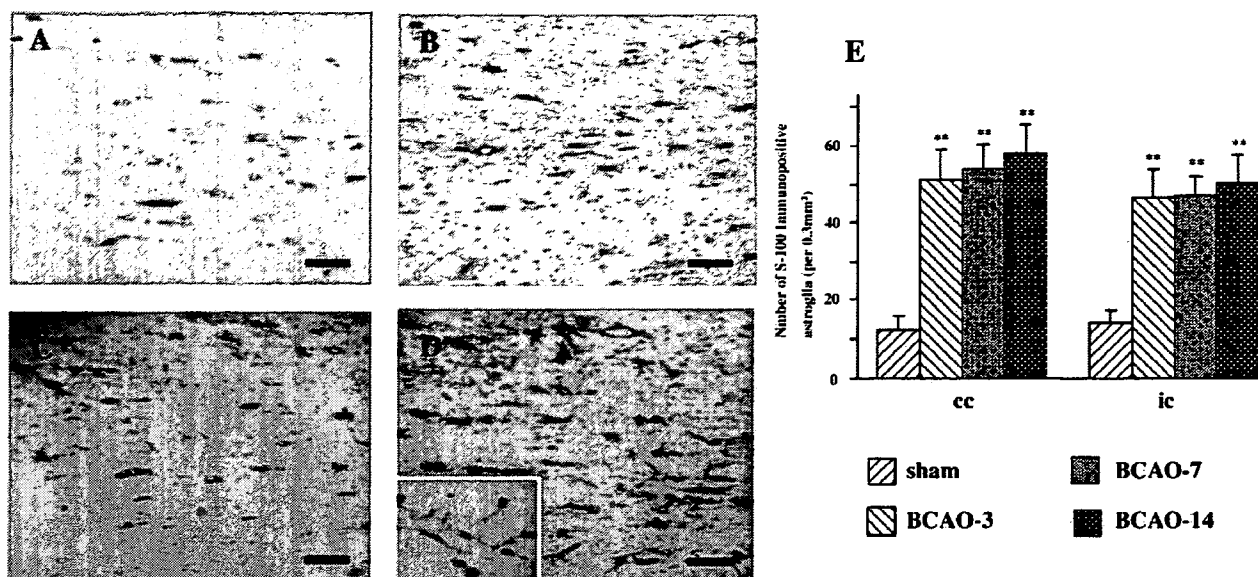 A
B
C
D
E
Number of S-100 Immunopositive
astroglia (per 0.3mm²)
60
40
20
0
**
**
**
**
**
**
cc
ic
sham
BCAO-7
BCAO-3
BCAO-14